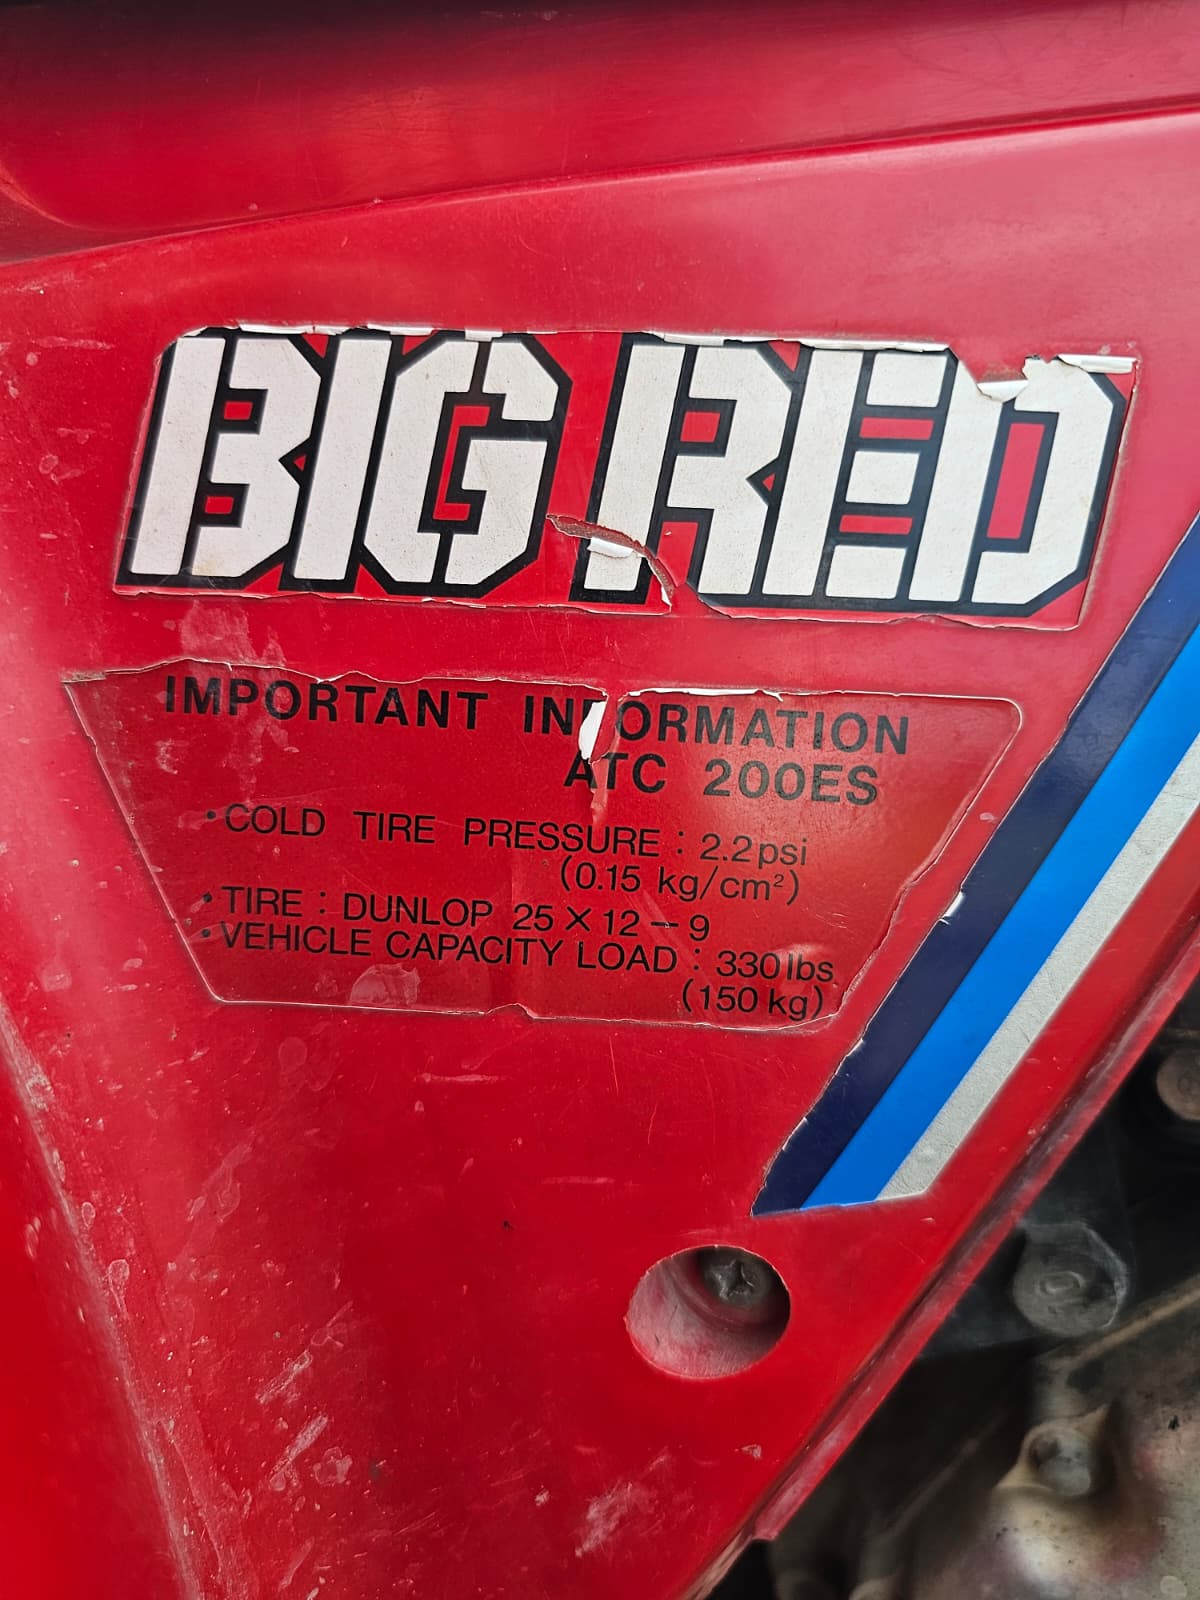 BIG RED
IMPORTANT INFORMATION
ATC 200ES
• COLD TIRE PRESSURE : 2.2 psi
(0.15 kg/cm²)
• TIRE : DUNLOP 25 × 12 – 9
• VEHICLE CAPACITY LOAD : 330 lbs.
(150 kg)